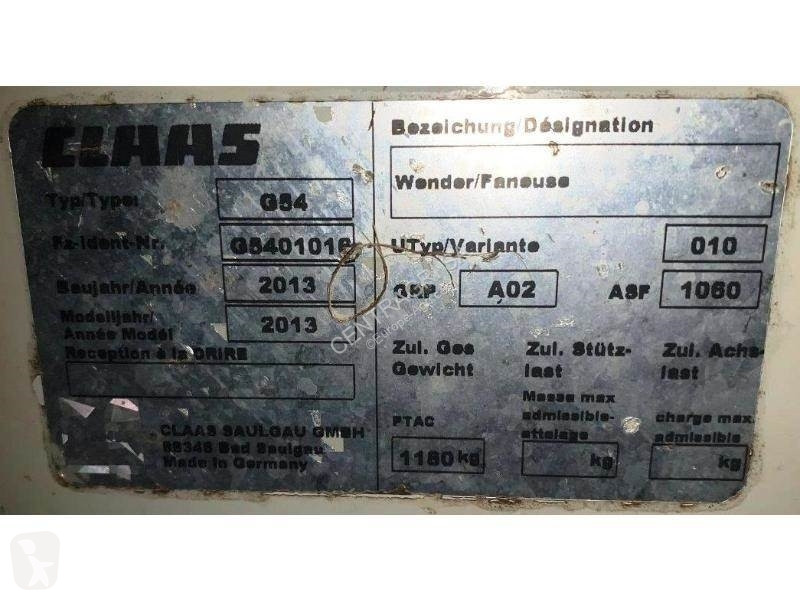 CLAAS
Typ/Type: G54
Fz-Ident-Nr. G5401016
Baujahr/Année 2013
Modelljahr/
Année Model 2013
Reception à la DRIRE
CLAAS SAULGAU GMBH
88348 Bad Saulgau
Made in Germany
Bezeichung/Désignation
Wender/Faneuse
UTyp/Variante 010
GRP A02 ASF 1060
Zul. Ges Gewicht
PTAC
1180 kg
Zul. Stütz-
last
Masse max
admissible-
attelage
kg
Zul. Achs-
last
charge max.
admissible
kg